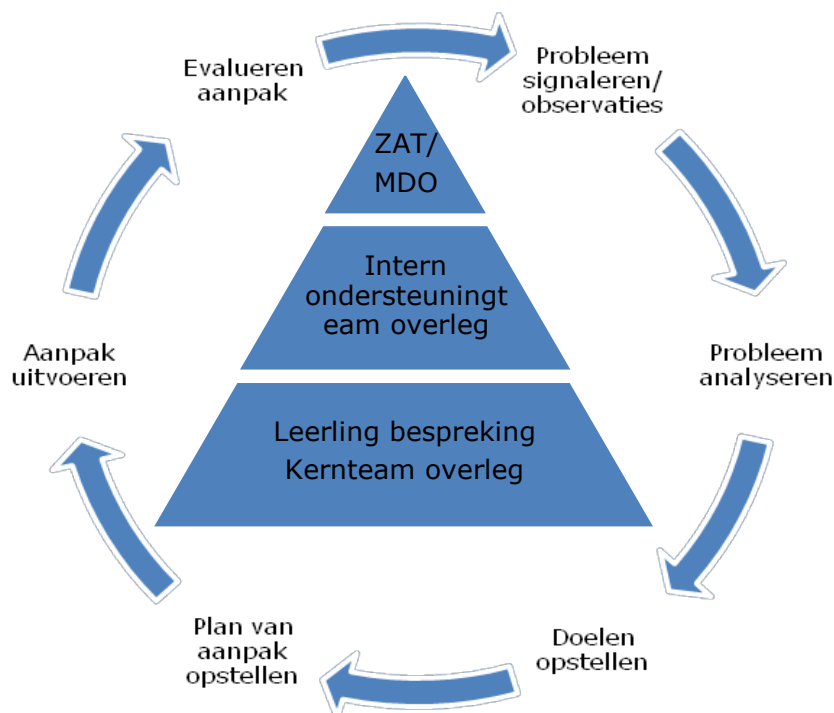 Evalueren
aanpak
Probleem
signaleren/
observaties
ZAT/
MDO
Intern
ondersteuningt
eam overleg
Aanpak
uitvoeren
Probleem
analyseren
Leerling bespreking
Kernteam overleg
Plan van
aanpak
opstellen
Doelen
opstellen